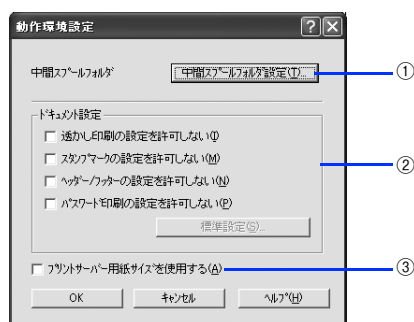 動作環境設定
中間ｽﾌﾟｰﾙﾌｫﾙﾀﾞ 中間ｽﾌﾟｰﾙﾌｫﾙﾀﾞ設定(T)... ①
ﾄﾞｷｭﾒﾝﾄ設定
透かし印刷の設定を許可しない(I)
ｽﾀﾝﾌﾟﾏｰｸの設定を許可しない(M) ②
ﾍｯﾀﾞｰ/ﾌｯﾀｰの設定を許可しない(N)
ﾊﾟｽﾜｰﾄﾞ印刷の設定を許可しない(P)
標準設定(S)...
ﾌﾟﾘﾝﾄｻｰﾊﾞｰ用紙ｻｲｽﾞを使用する(A) ③
OK ｷｬﾝｾﾙ ﾍﾙﾌﾟ(H)